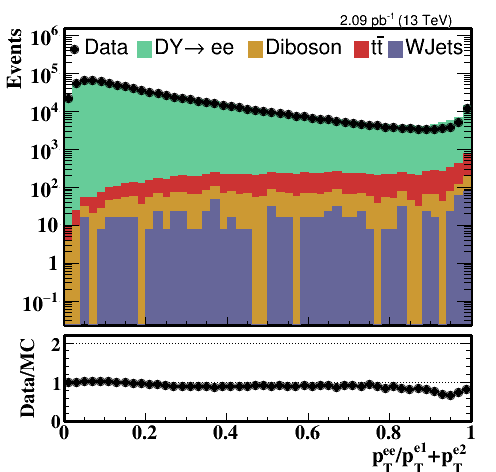 2.09 pb⁻¹ (13 TeV)
Events
Data DY→ ee Diboson tt̄ WJets
10⁶
10⁵
10⁴
10³
10²
10
1
10⁻¹
Data/MC
2
1
0
0 0.2 0.4 0.6 0.8 1
p_T^ee/p_T^e1+p_T^e2